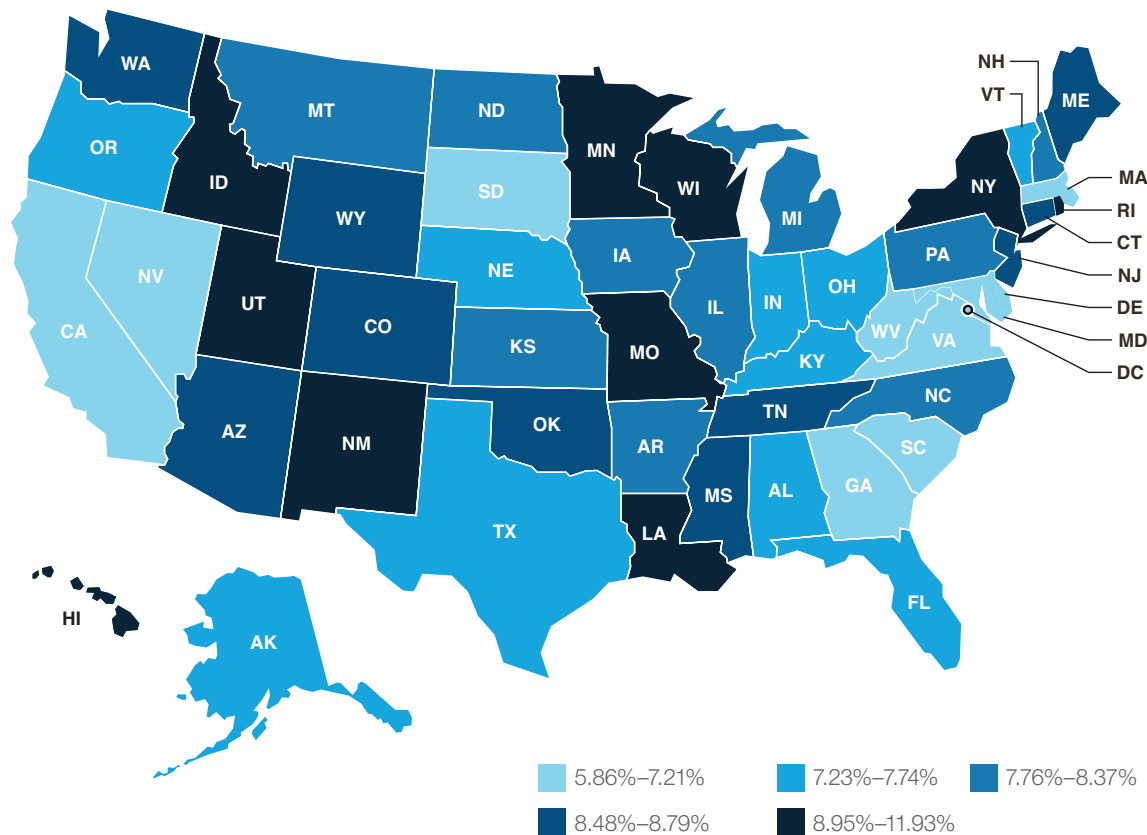 WA
MT
ND
MN
NH
VT
ME
OR
ID
WY
SD
WI
MI
NY
MA
RI
CT
NJ
DE
MD
DC
NV
CA
UT
CO
NE
IA
IL
IN
OH
PA
WV
VA
KS
MO
KY
NC
TN
AZ
NM
OK
AR
SC
MS
AL
GA
TX
LA
FL
HI
AK
5.86%–7.21%
7.23%–7.74%
7.76%–8.37%
8.48%–8.79%
8.95%–11.93%